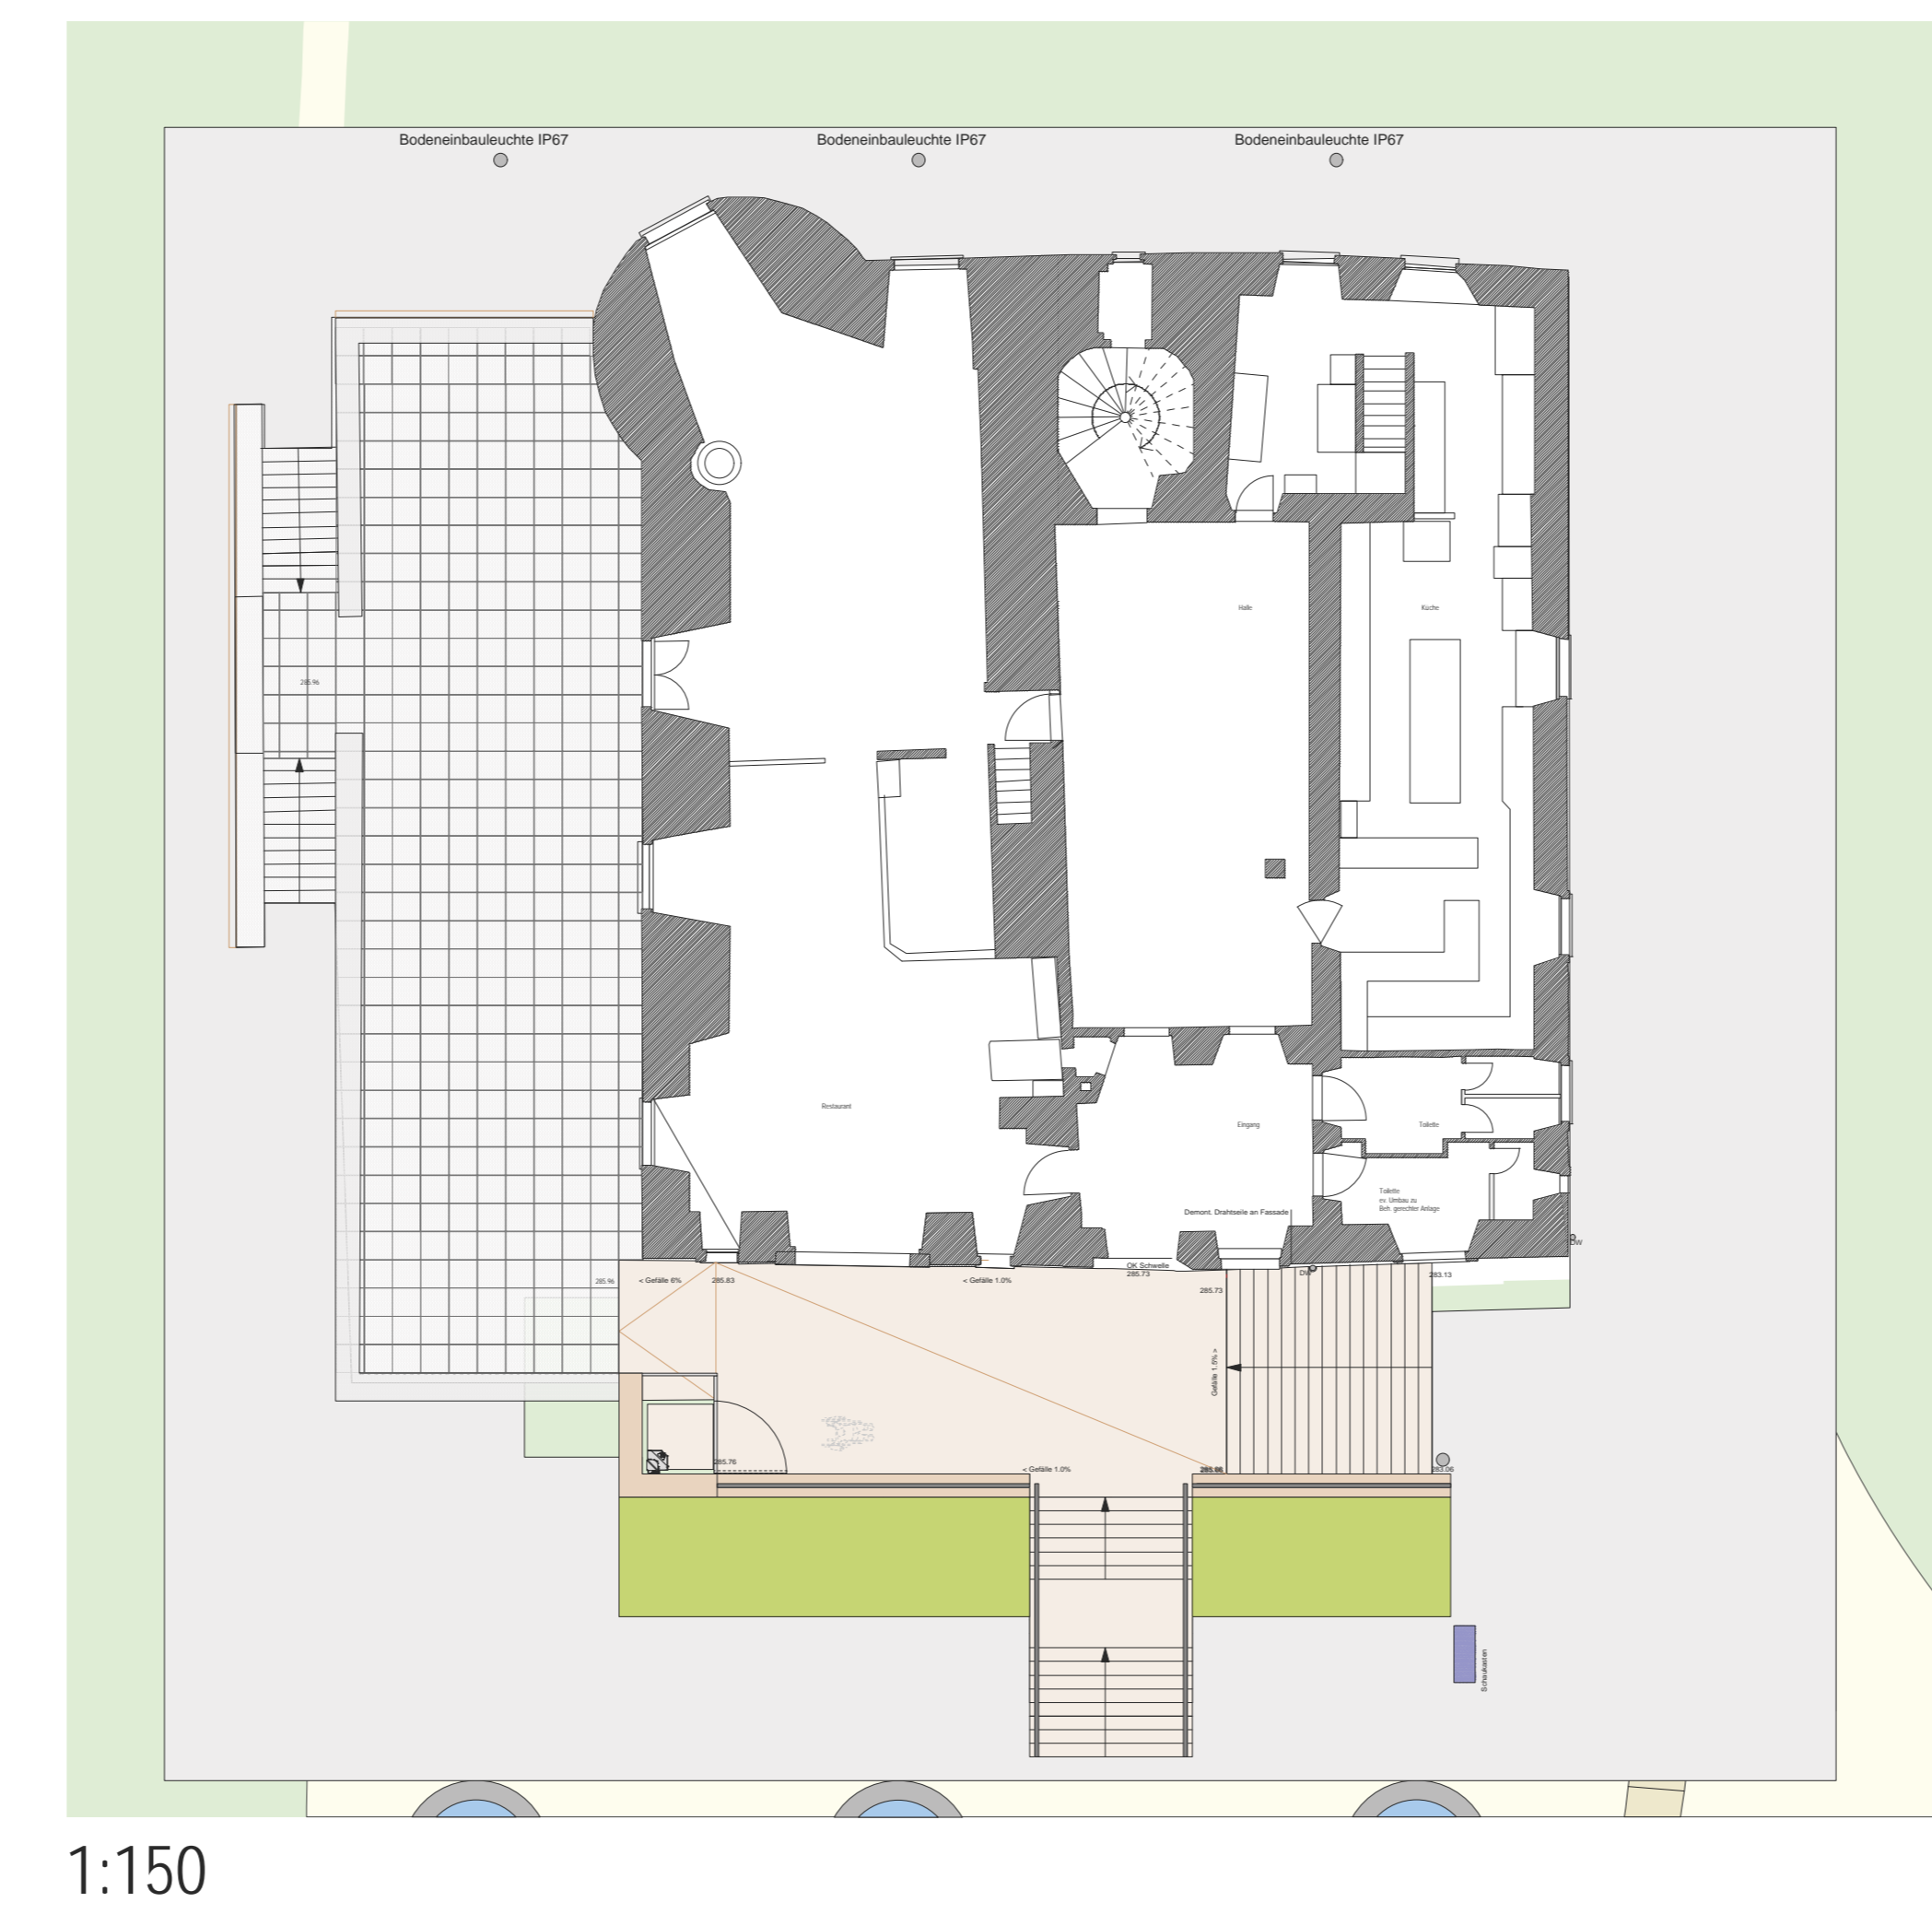 Bodeneinbauleuchte IP67
Bodeneinbauleuchte IP67
Bodeneinbauleuchte IP67
Halle
Küche
285.96
Restaurant
Eingang
Toilette
Toilette
ev. Umbau zu
Beh. gerechter Anlage
Demont. Drahtseile an Fassade
DW
OK Schwelle
285.73
DW
283.13
285.96
< Gefälle 6%
285.83
< Gefälle 1.0%
285.73
Gefälle 1.5% >
285.76
< Gefälle 1.0%
283.06
Schaukasten
1:150